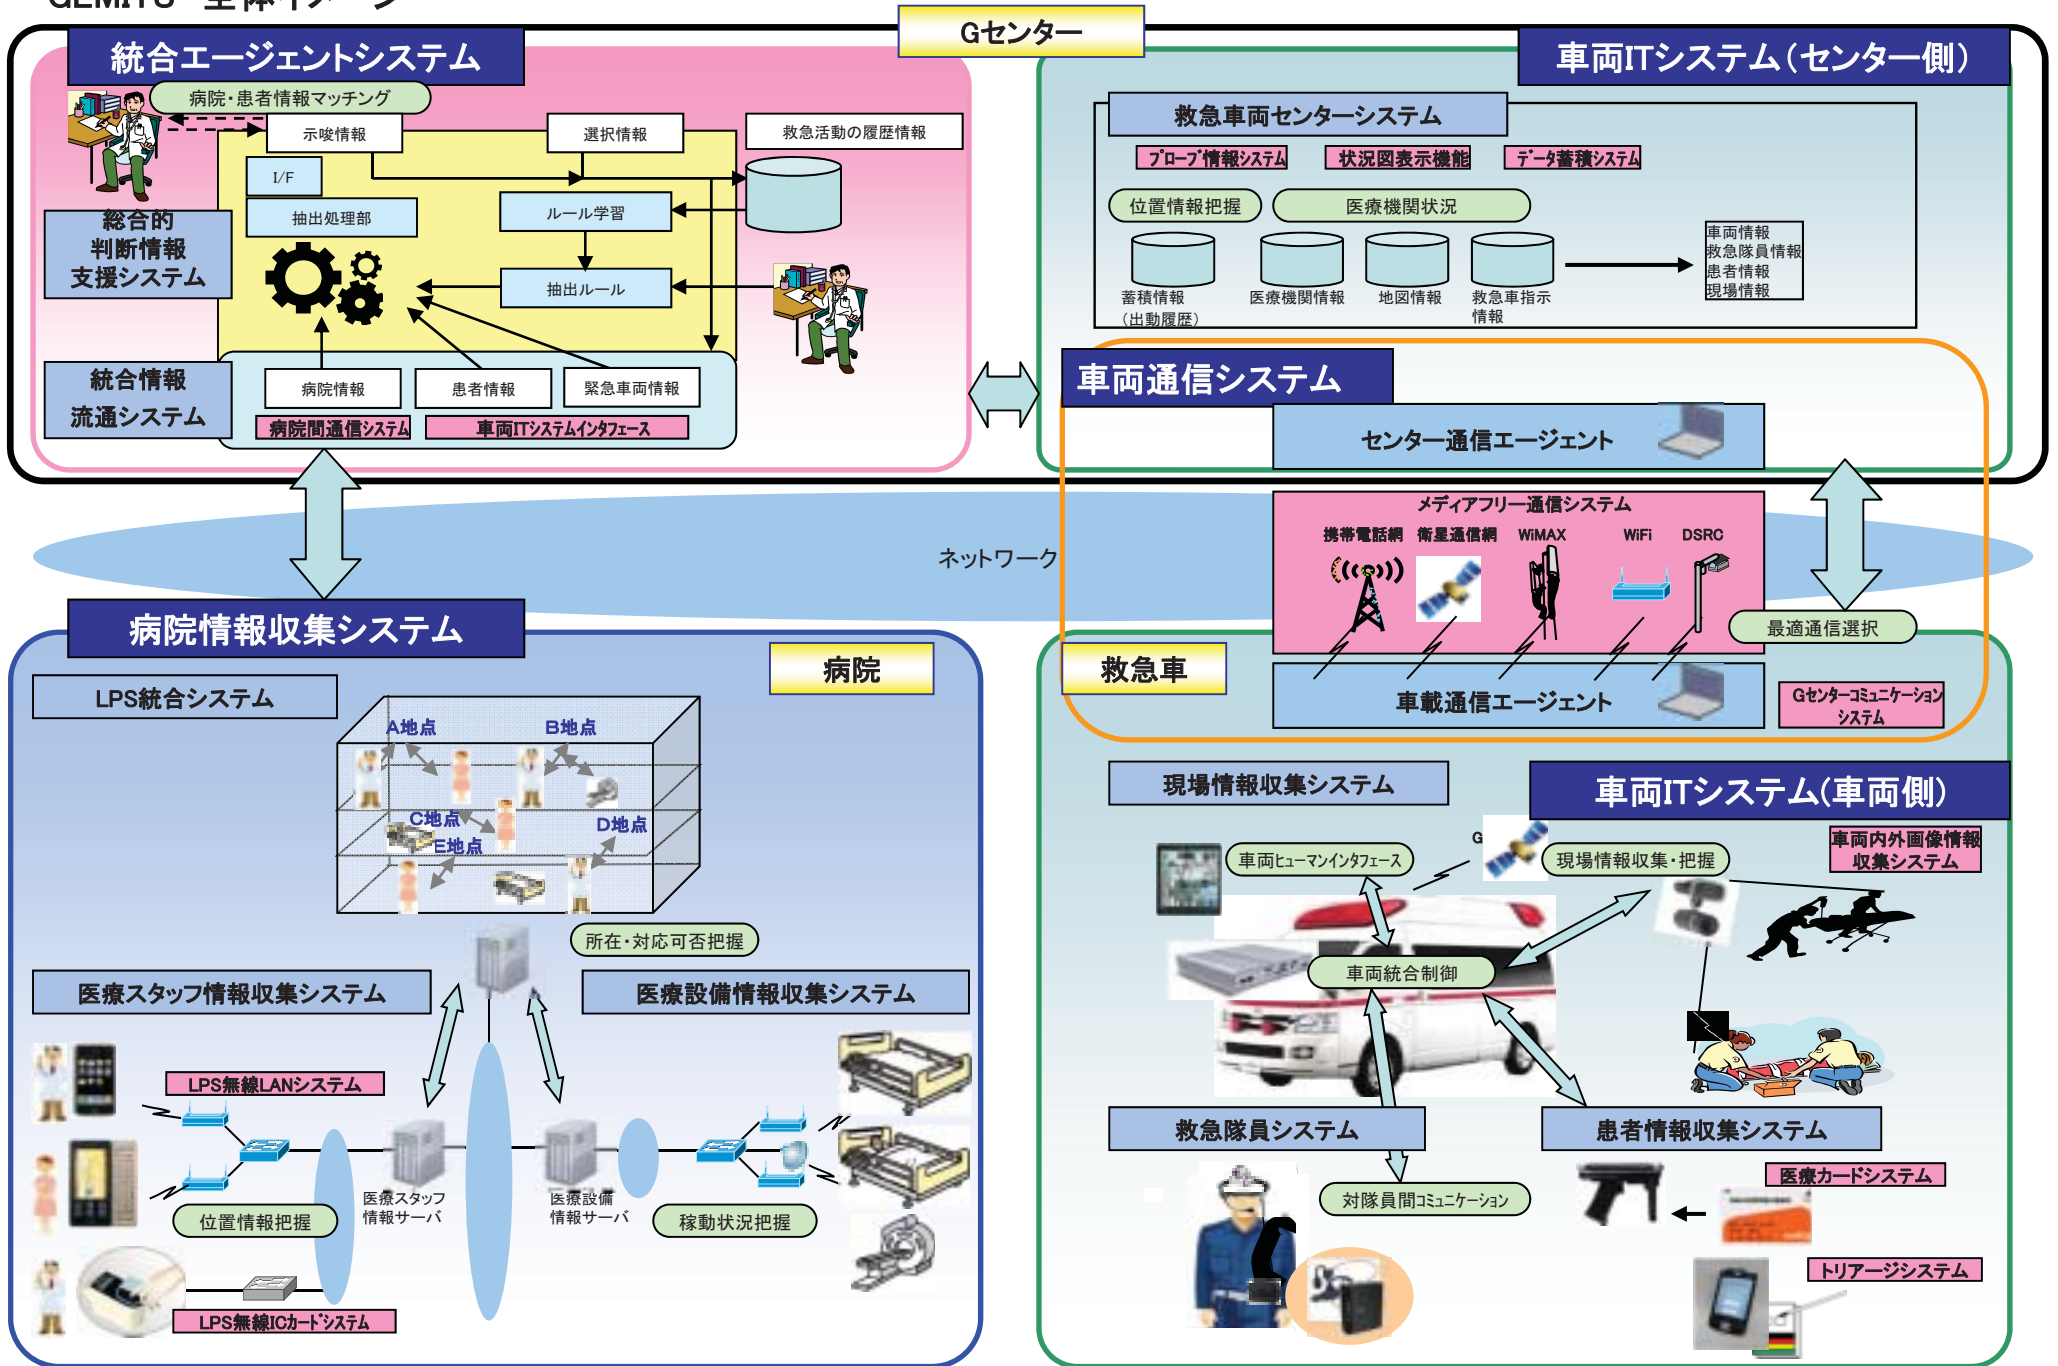 GEMITS 全体イメージ
Gセンター
統合エージェントシステム
病院・患者情報マッチング
示唆情報
選択情報
救急活動の履歴情報
I/F
抽出処理部
ルール学習
抽出ルール
総合的
判断情報
支援システム
統合情報
流通システム
病院情報
患者情報
緊急車両情報
病院間通信システム
車両ITシステムインタフェース
車両ITシステム(センター側)
救急車両センターシステム
プローブ情報システム
状況図表示機能
データ蓄積システム
位置情報把握
医療機関状況
蓄積情報
(出動履歴)
医療機関情報
地図情報
救急車指示
情報
車両情報
救急隊員情報
患者情報
現場情報
車両通信システム
センター通信エージェント
ネットワーク
メディアフリー通信システム
携帯電話網
衛星通信網
WiMAX
WiFi
DSRC
最適通信選択
車載通信エージェント
Gセンターコミュニケーション
システム
病院情報収集システム
病院
LPS統合システム
A地点
B地点
C地点
D地点
E地点
所在・対応可否把握
医療スタッフ情報収集システム
医療設備情報収集システム
LPS無線LANシステム
位置情報把握
医療スタッフ
情報サーバ
医療設備
情報サーバ
稼動状況把握
LPS無線ICカードシステム
救急車
現場情報収集システム
車両ITシステム(車両側)
車両ヒューマンインタフェース
G
現場情報収集・把握
車両内外画像情報
収集システム
車両統合制御
救急隊員システム
患者情報収集システム
対隊員間コミュニケーション
医療カードシステム
トリアージシステム